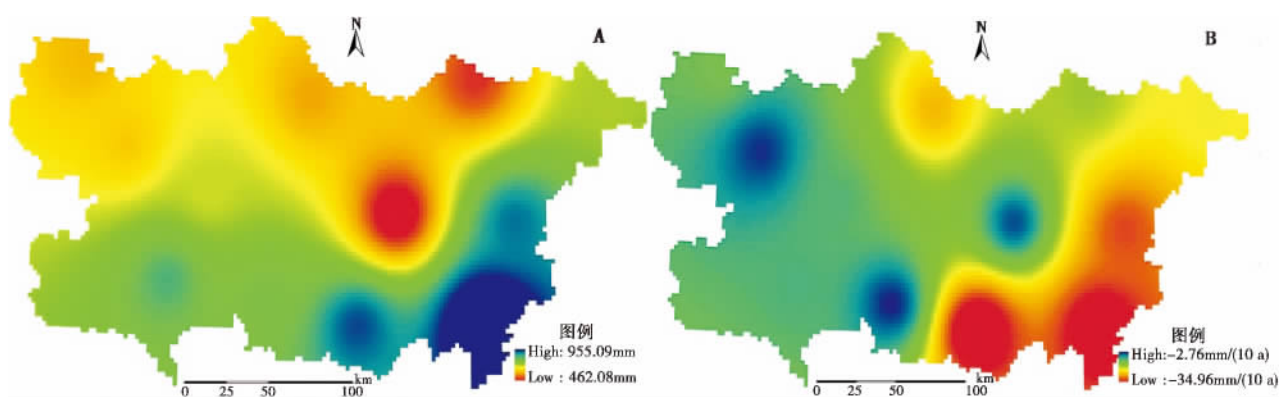 N
A
图例
High: 955.09mm
Low : 462.08mm
km
0 25 50 100
N
B
图例
High:-2.76mm/(10 a)
Low :-34.96mm/(10 a)
km
0 25 50 100